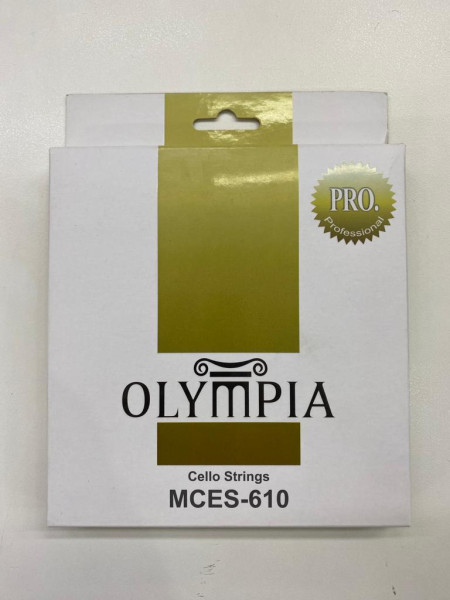 PRO.
Professional
OLYMPIA
Cello Strings
MCES-610